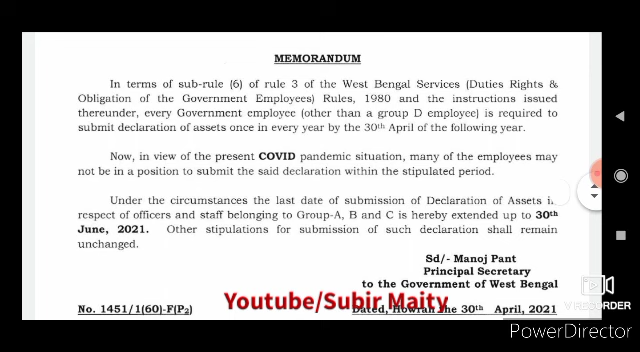 MEMORANDUM
In terms of sub-rule (6) of rule 3 of the West Bengal Services (Duties Rights &
Obligation of the Government Employees) Rules, 1980 and the instructions issued
thereunder, every Government employee (other than a group D employee) is required to
submit declaration of assets once in every year by the 30th April of the following year.
Now, in view of the present COVID pandemic situation, many of the employees may
not be in a position to submit the said declaration within the stipulated period.
Under the circumstances the last date of submission of Declaration of Assets
respect of officers and staff belonging to Group-A, B and C is hereby extended up to 30th
June, 2021. Other stipulations for submission of such declaration shall remain
unchanged.
Sd/- Manoj Pant
Principal Secretary
to the Government of West Bengal
No. 1451/1(60)-F(P2)
Youtube/Subir Maity
Dated, Howrah the 30th April, 2021
RECORDER
PowerDirector